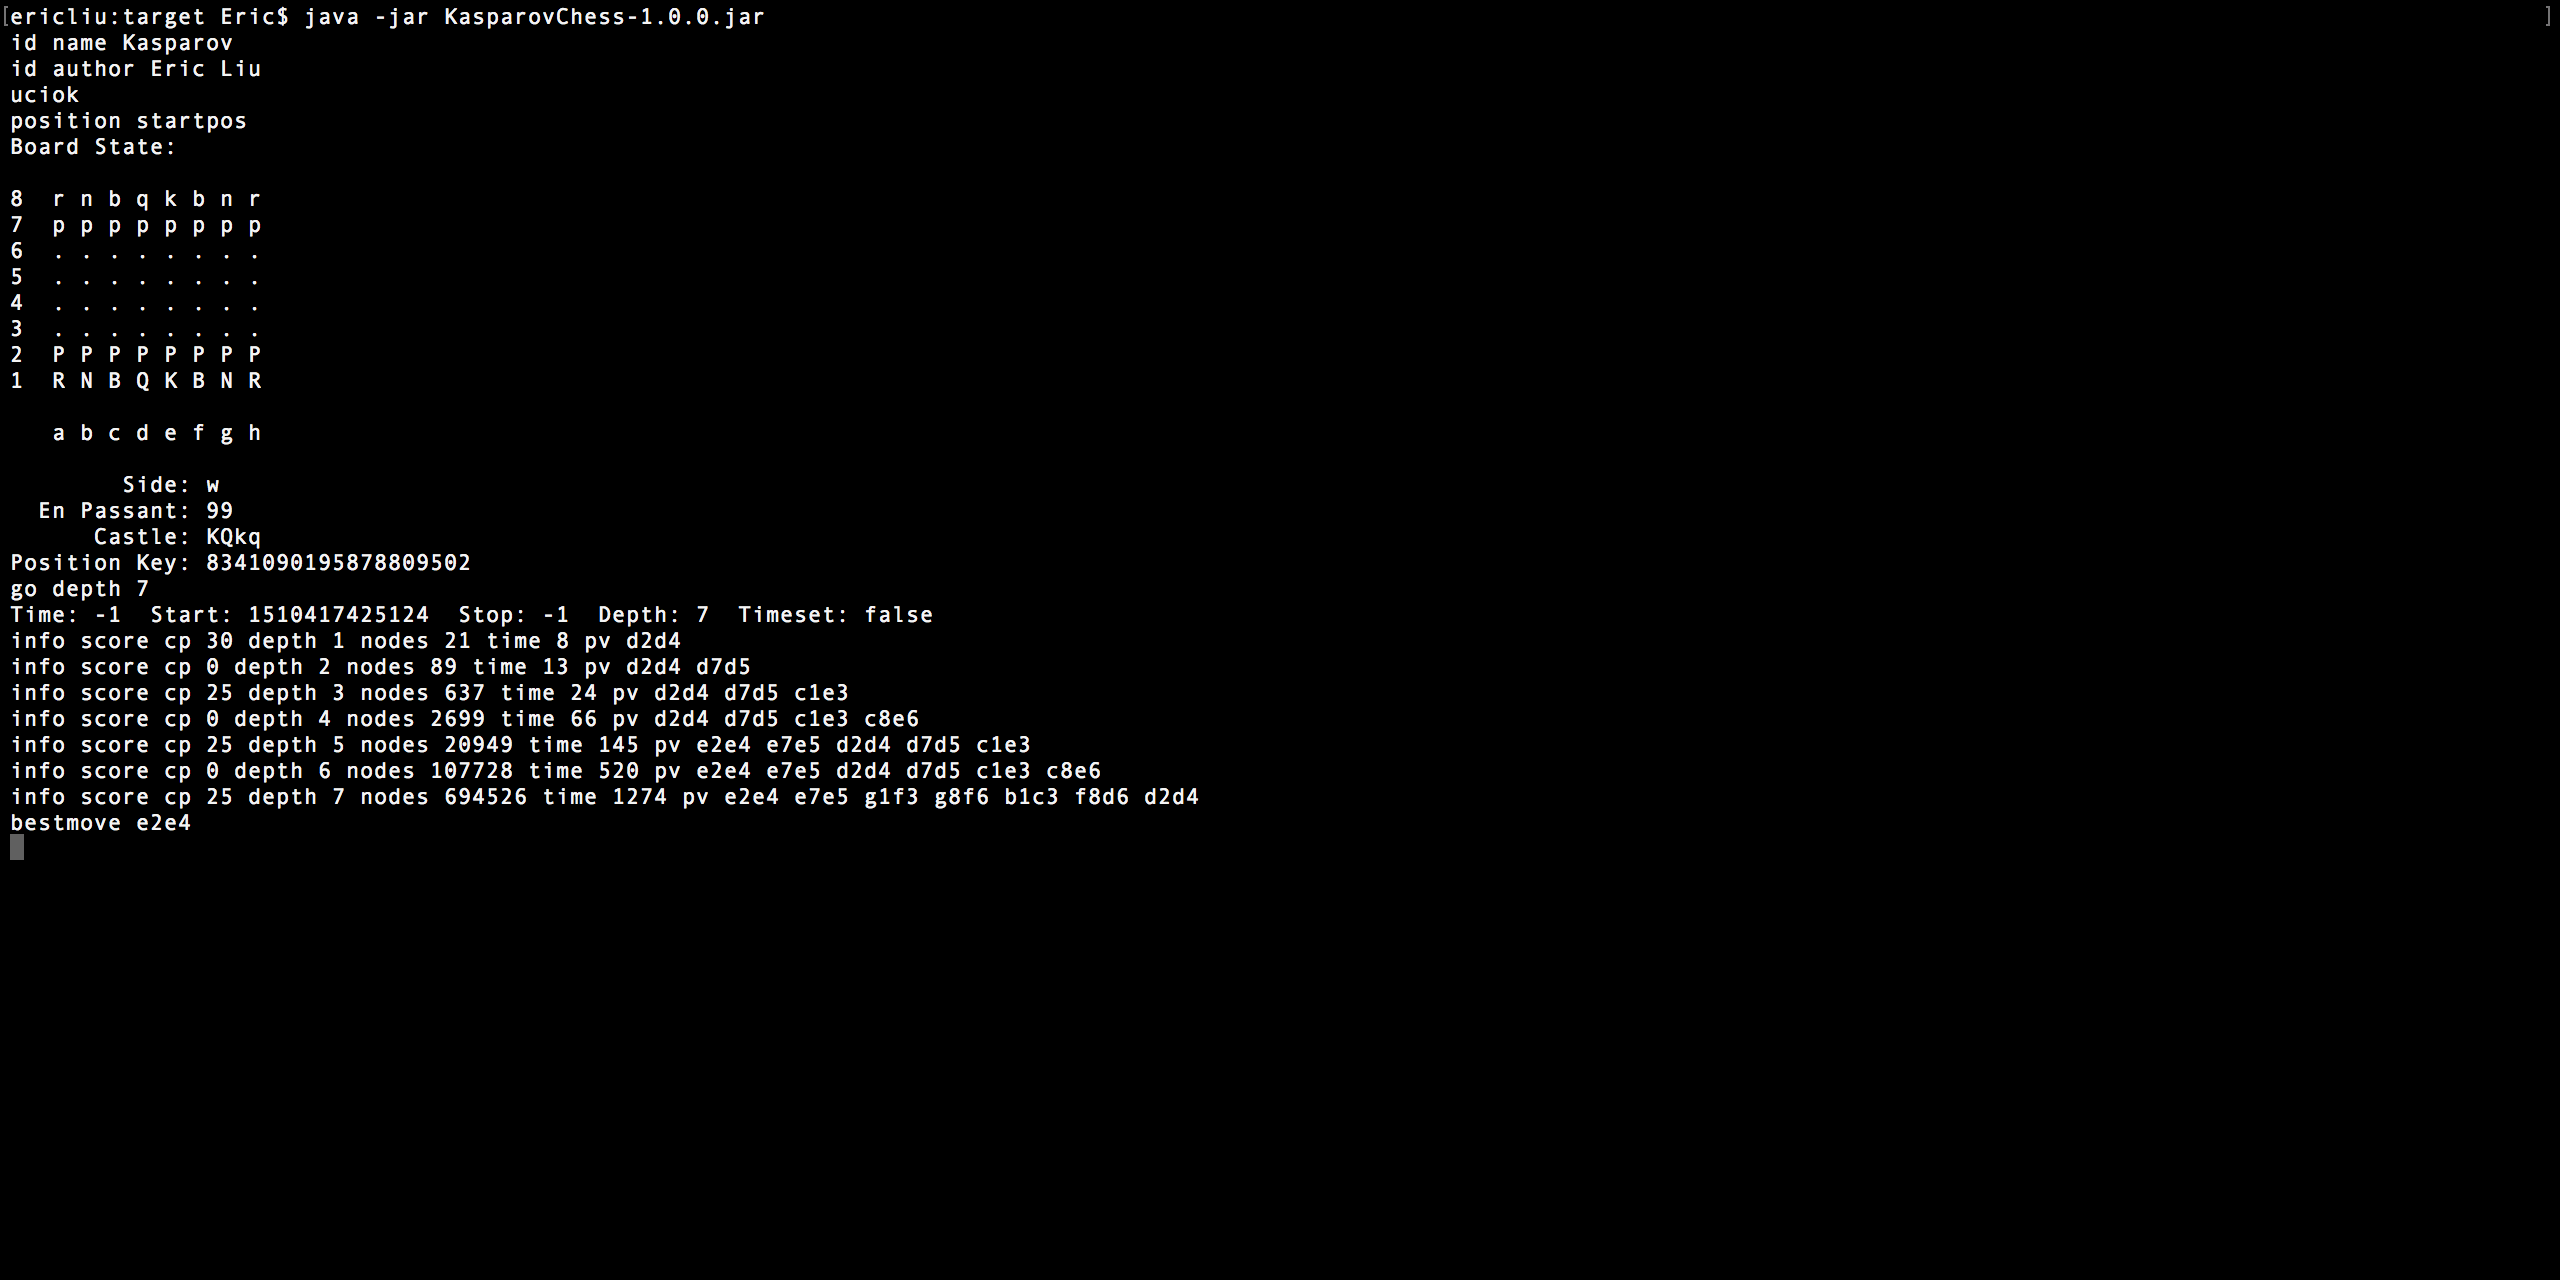 [ericliu:target Eric$ java -jar KasparovChess-1.0.0.jar ]
id name Kasparov
id author Eric Liu
uciok
position startpos
Board State:
8  r n b q k b n r
7  p p p p p p p p
6  . . . . . . . .
5  . . . . . . . .
4  . . . . . . . .
3  . . . . . . . .
2  P P P P P P P P
1  R N B Q K B N R
a b c d e f g h
Side: w
En Passant: 99
Castle: KQkq
Position Key: 8341090195878809502
go depth 7
Time: -1  Start: 1510417425124  Stop: -1  Depth: 7  Timeset: false
info score cp 30 depth 1 nodes 21 time 8 pv d2d4
info score cp 0 depth 2 nodes 89 time 13 pv d2d4 d7d5
info score cp 25 depth 3 nodes 637 time 24 pv d2d4 d7d5 c1e3
info score cp 0 depth 4 nodes 2699 time 66 pv d2d4 d7d5 c1e3 c8e6
info score cp 25 depth 5 nodes 20949 time 145 pv e2e4 e7e5 d2d4 d7d5 c1e3
info score cp 0 depth 6 nodes 107728 time 520 pv e2e4 e7e5 d2d4 d7d5 c1e3 c8e6
info score cp 25 depth 7 nodes 694526 time 1274 pv e2e4 e7e5 g1f3 g8f6 b1c3 f8d6 d2d4
bestmove e2e4